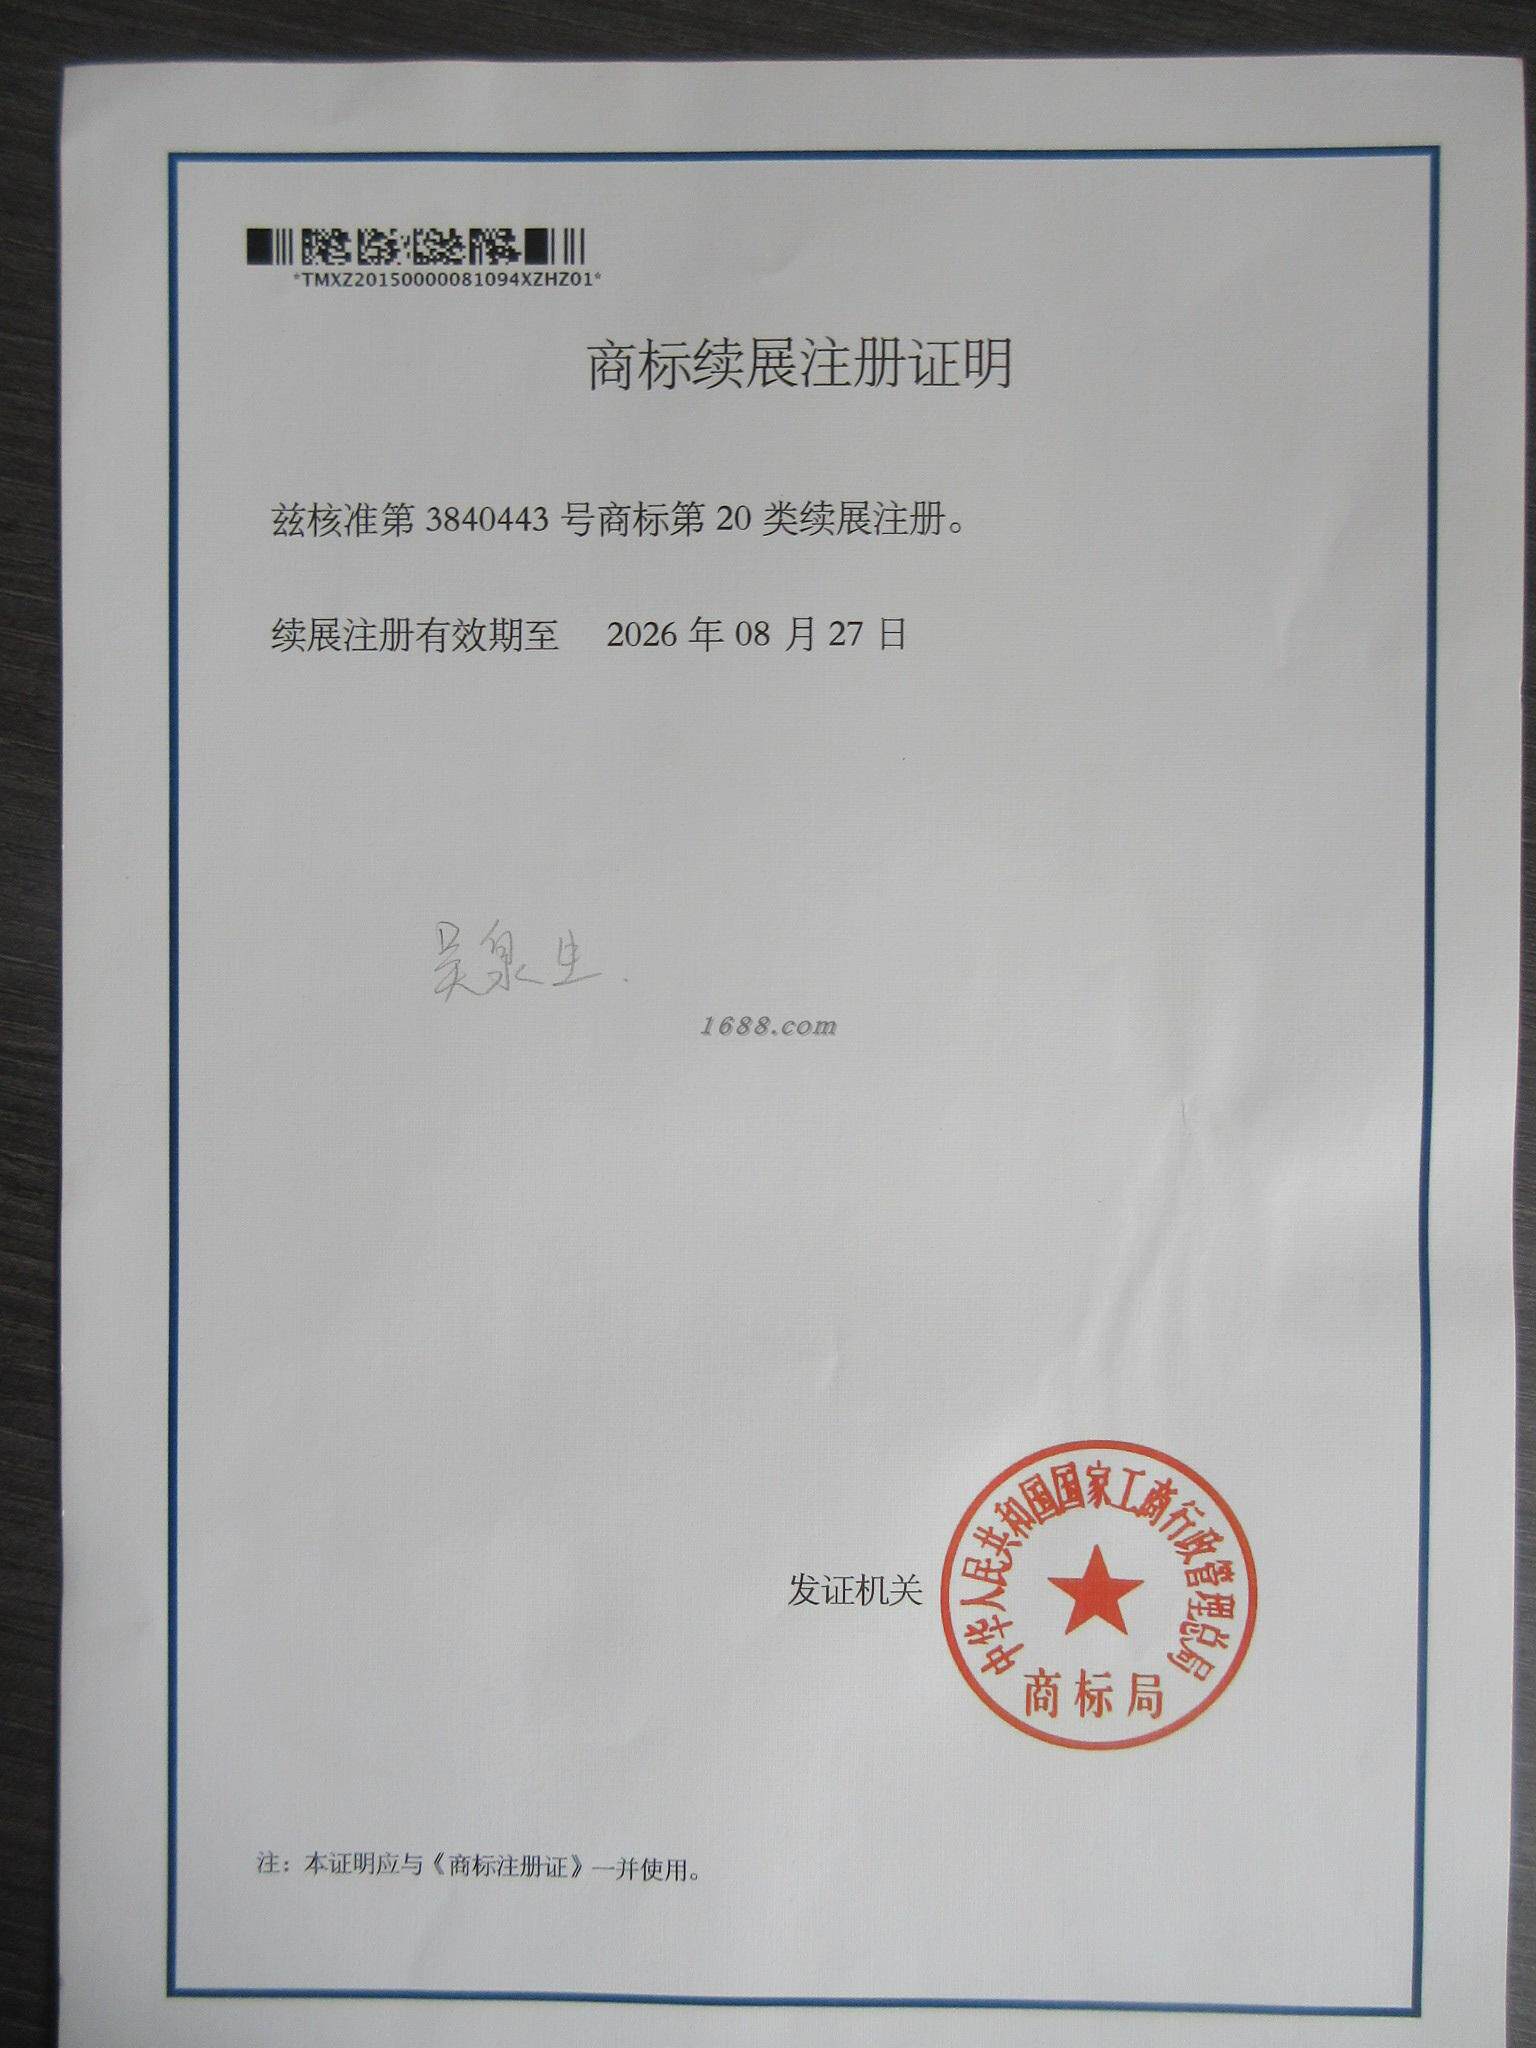 *TMXZ20150000081094XZHZ01*
商标续展注册证明
兹核准第 3840443 号商标第 20 类续展注册。
续展注册有效期至 2026 年 08 月 27 日
吴泉生.
1688.com
中华人民共和国国家工商行政管理总局
发证机关
商标局
注：本证明应与《商标注册证》一并使用。